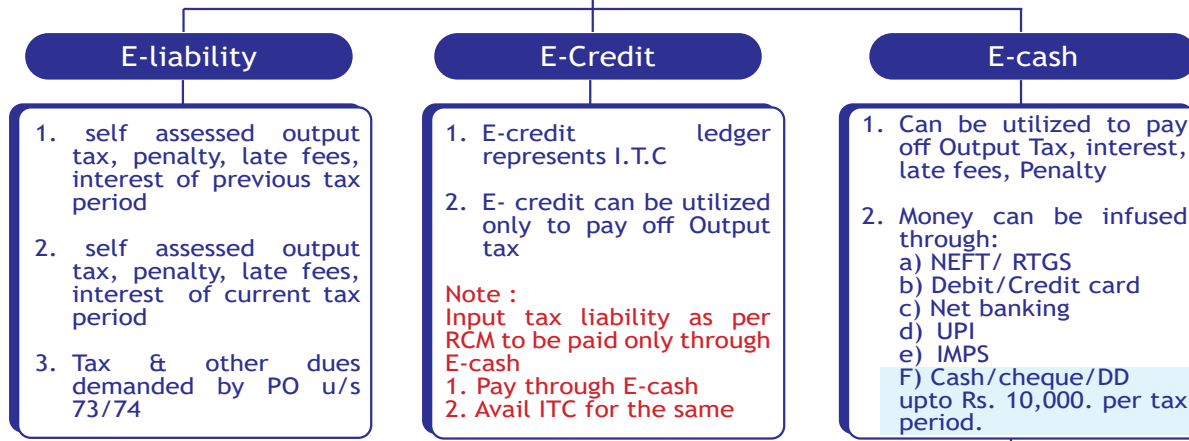 E-liability
1. self assessed output
tax, penalty, late fees,
interest of previous tax
period
2. self assessed output
tax, penalty, late fees,
interest of current tax
period
3. Tax & other dues
demanded by PO u/s
73/74
E-Credit
1. E-credit ledger
represents I.T.C
2. E- credit can be utilized
only to pay off Output
tax
Note :
Input tax liability as per
RCM to be paid only through
E-cash
1. Pay through E-cash
2. Avail ITC for the same
E-cash
1. Can be utilized to pay
off Output Tax, interest,
late fees, Penalty
2. Money can be infused
through:
a) NEFT/ RTGS
b) Debit/Credit card
c) Net banking
d) UPI
e) IMPS
F) Cash/cheque/DD
upto Rs. 10,000. per tax
period.